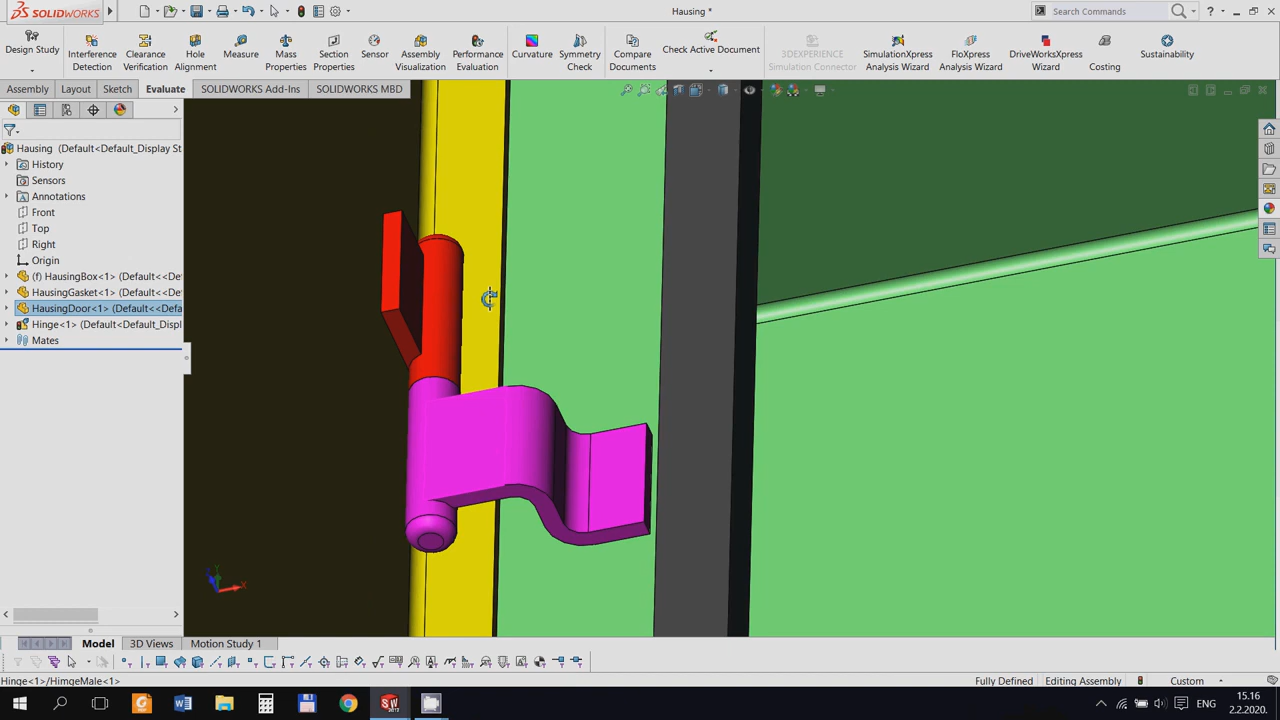 SOLIDWORKS
Hausing *
Search Commands
Design Study
Interference Detection
Clearance Verification
Hole Alignment
Measure
Mass Properties
Section Properties
Sensor
Assembly Visualization
Performance Evaluation
Curvature
Symmetry Check
Compare Documents
Check Active Document
3DEXPERIENCE Simulation Connector
SimulationXpress Analysis Wizard
FloXpress Analysis Wizard
DriveWorksXpress Wizard
Costing
Sustainability
Assembly
Layout
Sketch
Evaluate
SOLIDWORKS Add-Ins
SOLIDWORKS MBD
Hausing (Default<Default_Display St
History
Sensors
Annotations
Front
Top
Right
Origin
(f) HausingBox<1> (Default<<Det
HausingGasket<1> (Default<<Det
HausingDoor<1> (Default<<Defa
Hinge<1> (Default<Default_Displ
Mates
Model
3D Views
Motion Study 1
Hinge<1>/HimgeMale<1>
Fully Defined
Editing Assembly
Custom
ENG
15.16
2.2.2020.